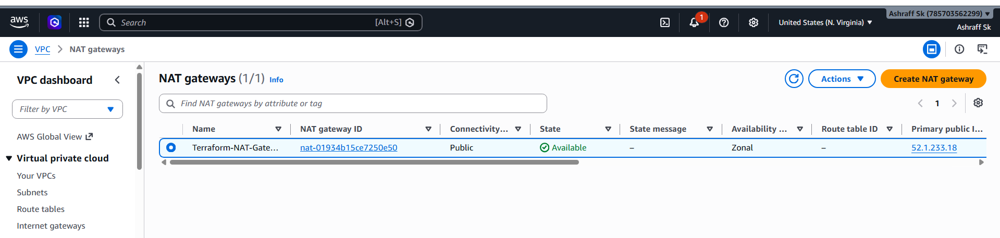 aws
Search [Alt+S]
1
United States (N. Virginia)
Ashraff Sk (785703562299)
Ashraff Sk
VPC > NAT gateways
VPC dashboard
Filter by VPC
AWS Global View
Virtual private cloud
Your VPCs
Subnets
Route tables
Internet gateways
NAT gateways (1/1) Info
Actions
Create NAT gateway
Find NAT gateways by attribute or tag
1
Name NAT gateway ID Connectivity... State State message Availability ... Route table ID Primary public I...
Terraform-NAT-Gate... nat-01934b15ce7250e50 Public Available – Zonal – 52.1.233.18